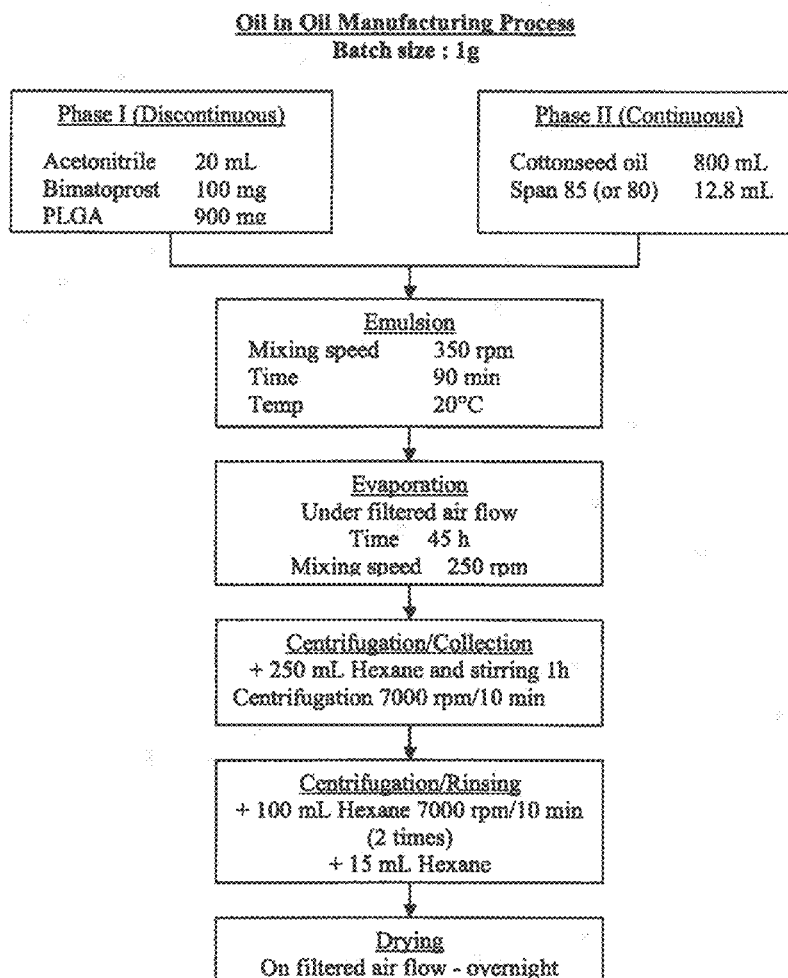 Oil in Oil Manufacturing Process
Batch size : 1g
Phase I (Discontinuous)
Acetonitrile 20 mL
Bimatoprost 100 mg
PLGA 900 mg
Phase II (Continuous)
Cottonseed oil 800 mL
Span 85 (or 80) 12.8 mL
Emulsion
Mixing speed 350 rpm
Time 90 min
Temp 20°C
Evaporation
Under filtered air flow
Time 45 h
Mixing speed 250 rpm
Centrifugation/Collection
+ 250 mL Hexane and stirring 1h
Centrifugation 7000 rpm/10 min
Centrifugation/Rinsing
+ 100 mL Hexane 7000 rpm/10 min
(2 times)
+ 15 mL Hexane
Drying
On filtered air flow - overnight